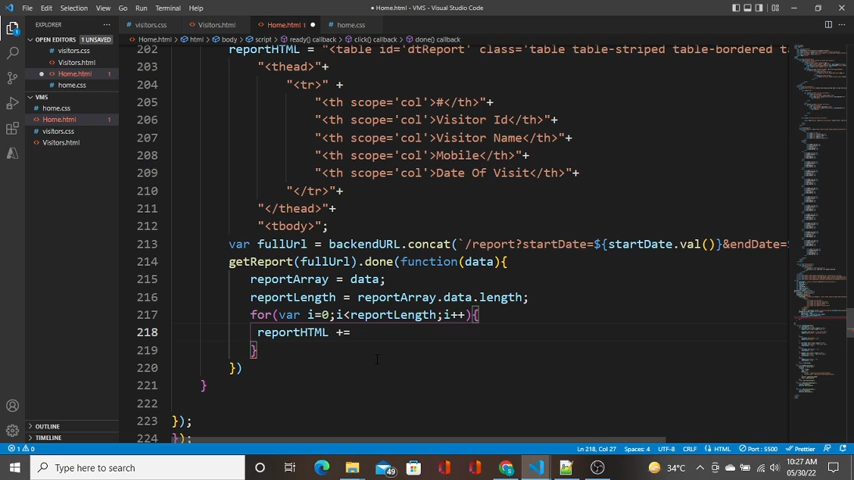 File Edit Selection View Go Run Terminal Help Home.html - VMS - Visual Studio Code
EXPLORER ...
# visitors.css <> Visitors.html <> Home.html 1 # home.css
OPEN EDITORS 1 UNSAVED
# visitors.css
<> Visitors.html
<> Home.html 1
# home.css
VMS
# home.css
<> Home.html 1
# visitors.css
<> Visitors.html
OUTLINE
TIMELINE
<> Home.html > html > body > script > ready() callback > click() callback > done() callback
202 reportHTML = "<table id='dtReport' class='table table-striped table-bordered ta
203 "<thead>"+
204 "<tr>" +
205 "<th scope='col'>#</th>"+
206 "<th scope='col'>Visitor Id</th>"+
207 "<th scope='col'>Visitor Name</th>"+
208 "<th scope='col'>Mobile</th>"+
209 "<th scope='col'>Date Of Visit</th>"+
210 "</tr>"+
211 "</thead>"+
212 "<tbody>";
213 var fullUrl = backendURL.concat(`/report?startDate=${startDate.val()}&endDate=
214 getReport(fullUrl).done(function(data){
215 reportArray = data;
216 reportLength = reportArray.data.length;
217 for(var i=0;i<reportLength;i++){
218 reportHTML +=
219 }
220 })
221 }
222
223 });
224 });
1 0 Ln 218, Col 27 Spaces: 4 UTF-8 CRLF HTML Port : 5500 Prettier
Type here to search 49 34°C 10:27 AM
05/30/22